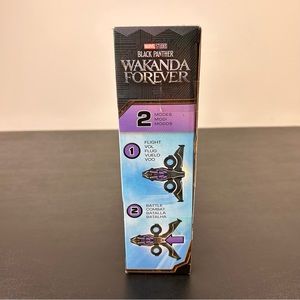 MARVEL STUDIOS
BLACK PANTHER
WAKANDA
FOREVER
2
MODES
MODI
MODOS
1
FLIGHT
VOL
FLUG
VUELO
VOO
2
BATTLE
COMBAT
BATALLA
BATALHA